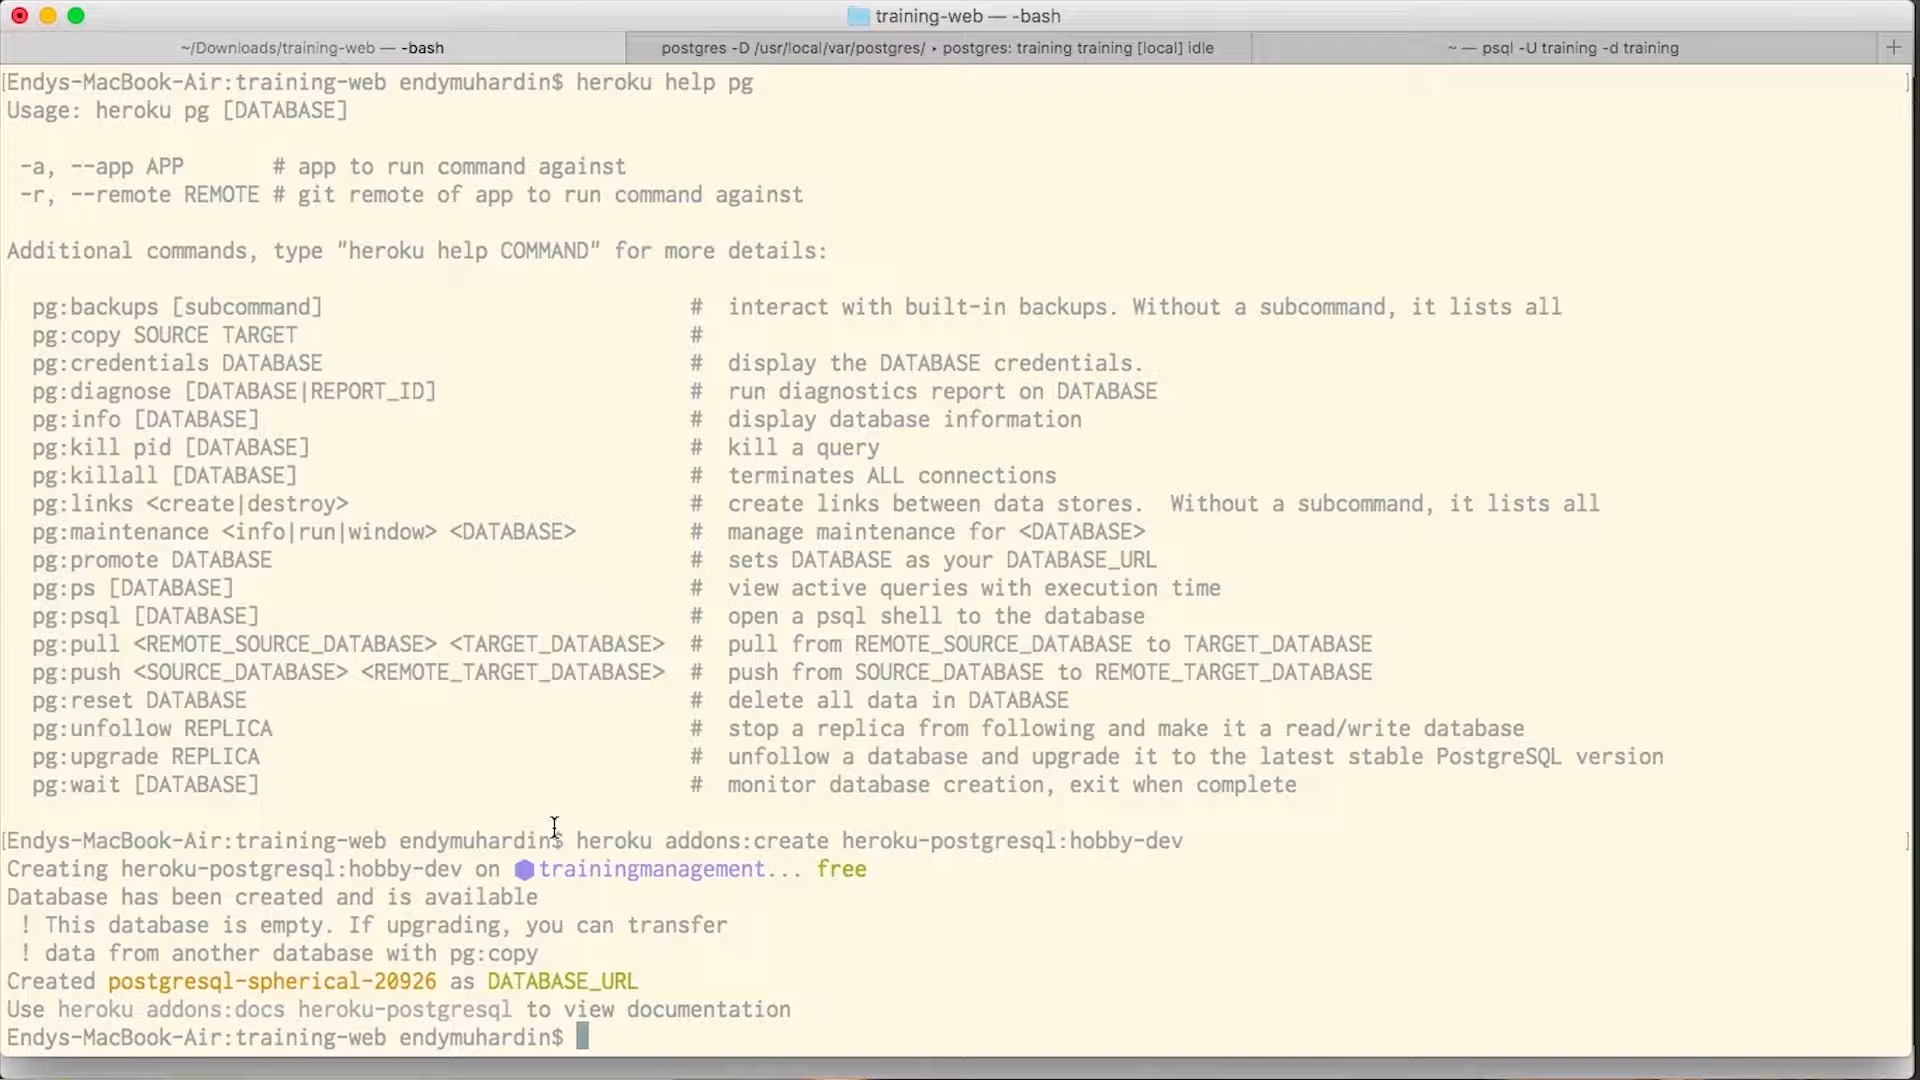 training-web — -bash
~/Downloads/training-web — -bash
postgres -D /usr/local/var/postgres/ • postgres: training training [local] idle
~ — psql -U training -d training
[Endys-MacBook-Air:training-web endymuhardin$ heroku help pg ]
Usage: heroku pg [DATABASE]
-a, --app APP       # app to run command against
-r, --remote REMOTE # git remote of app to run command against
Additional commands, type "heroku help COMMAND" for more details:
pg:backups [subcommand]                             #  interact with built-in backups. Without a subcommand, it lists all
pg:copy SOURCE TARGET                               #
pg:credentials DATABASE                             #  display the DATABASE credentials.
pg:diagnose [DATABASE|REPORT_ID]                    #  run diagnostics report on DATABASE
pg:info [DATABASE]                                  #  display database information
pg:kill pid [DATABASE]                              #  kill a query
pg:killall [DATABASE]                               #  terminates ALL connections
pg:links <create|destroy>                           #  create links between data stores.  Without a subcommand, it lists all
pg:maintenance <info|run|window> <DATABASE>         #  manage maintenance for <DATABASE>
pg:promote DATABASE                                 #  sets DATABASE as your DATABASE_URL
pg:ps [DATABASE]                                    #  view active queries with execution time
pg:psql [DATABASE]                                  #  open a psql shell to the database
pg:pull <REMOTE_SOURCE_DATABASE> <TARGET_DATABASE>  #  pull from REMOTE_SOURCE_DATABASE to TARGET_DATABASE
pg:push <SOURCE_DATABASE> <REMOTE_TARGET_DATABASE>  #  push from SOURCE_DATABASE to REMOTE_TARGET_DATABASE
pg:reset DATABASE                                   #  delete all data in DATABASE
pg:unfollow REPLICA                                 #  stop a replica from following and make it a read/write database
pg:upgrade REPLICA                                  #  unfollow a database and upgrade it to the latest stable PostgreSQL version
pg:wait [DATABASE]                                  #  monitor database creation, exit when complete
[Endys-MacBook-Air:training-web endymuhardin$ heroku addons:create heroku-postgresql:hobby-dev ]
Creating heroku-postgresql:hobby-dev on ⬢trainingmanagement... free
Database has been created and is available
! This database is empty. If upgrading, you can transfer
! data from another database with pg:copy
Created postgresql-spherical-20926 as DATABASE_URL
Use heroku addons:docs heroku-postgresql to view documentation
Endys-MacBook-Air:training-web endymuhardin$